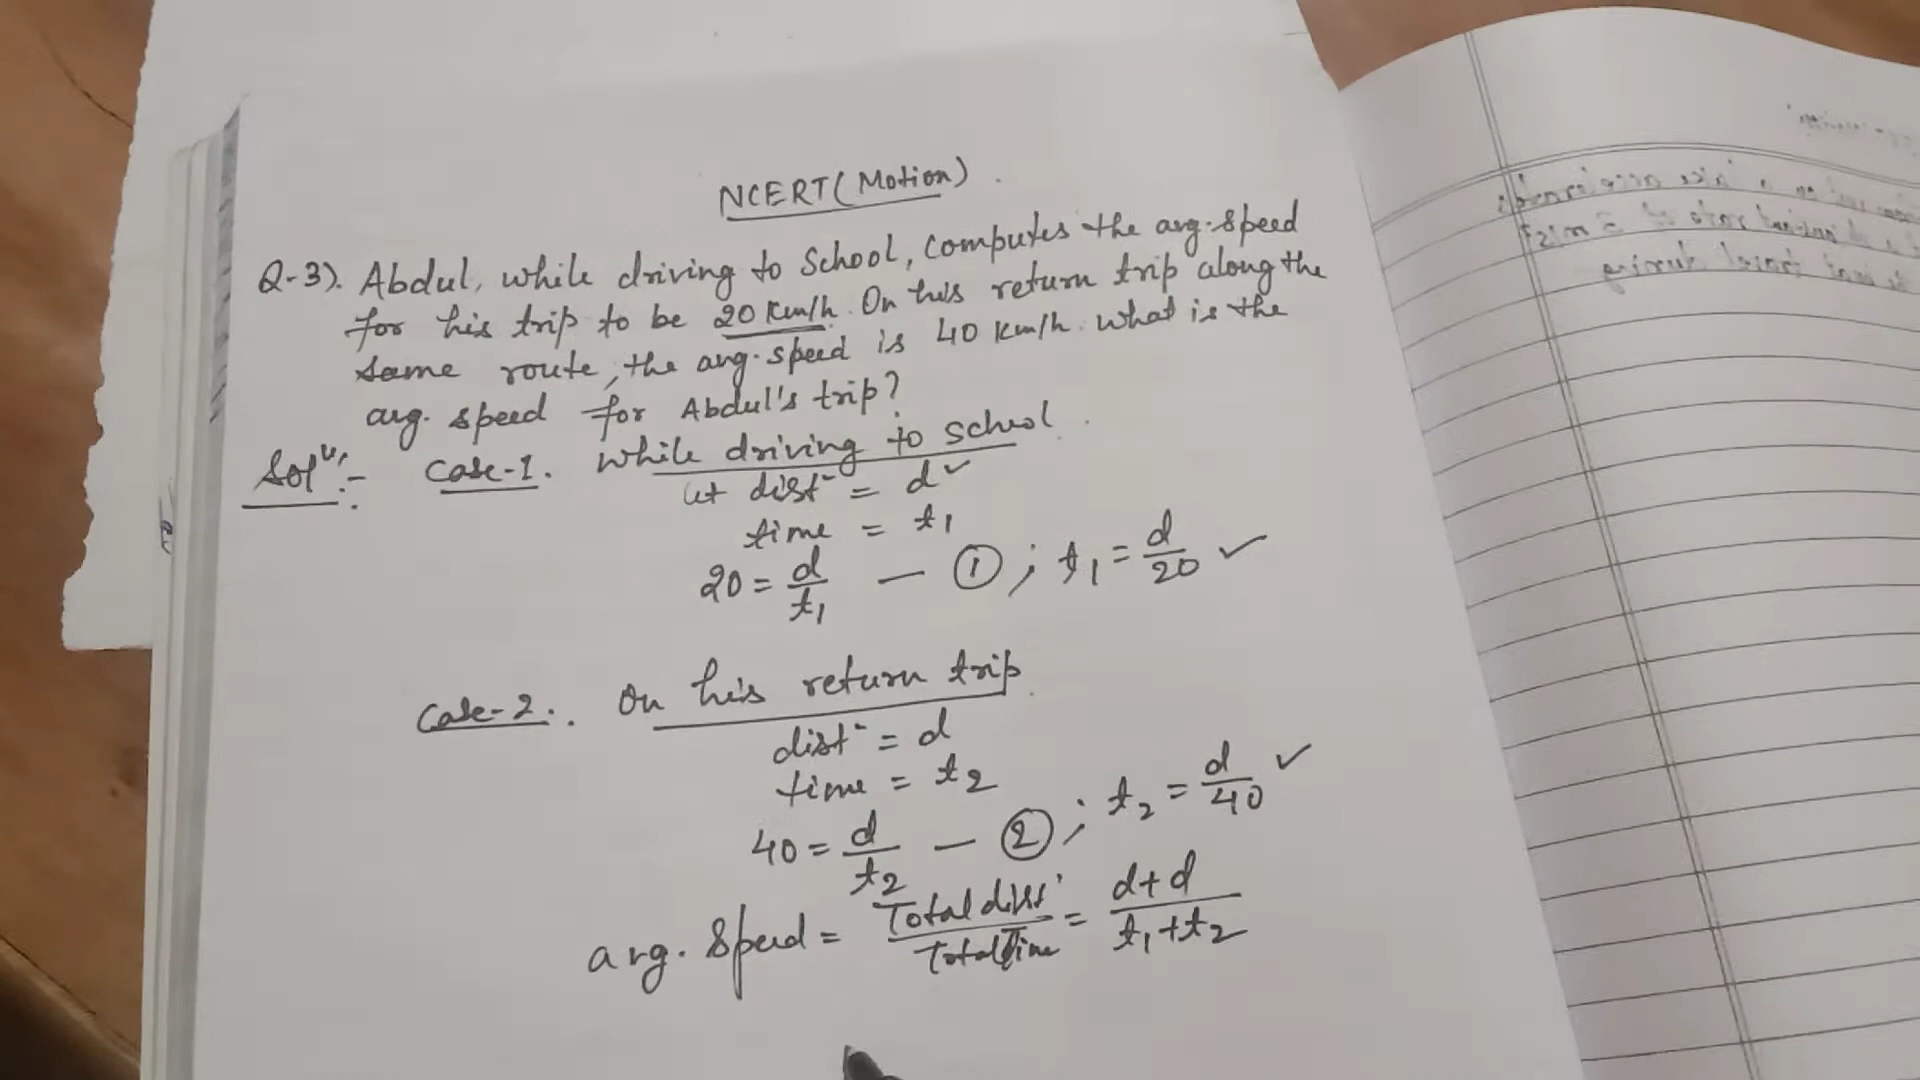 NCERT (Motion)
Q-3). Abdul, while driving to School, computes the avg. speed
for his trip to be 20 km/h. On his return trip along the
same route, the avg. speed is 40 km/h. what is the
avg. speed for Abdul's trip?
Solⁿ:- Case-1. While driving to school
let dist = d ✓
time = t₁
20 = d/t₁ — ①; t₁ = d/20 ✓
Case-2. On his return trip
dist = d
time = t₂
40 = d/t₂ — ②; t₂ = d/40 ✓
avg. Speed = Total dist/Total Time = d+d/t₁+t₂